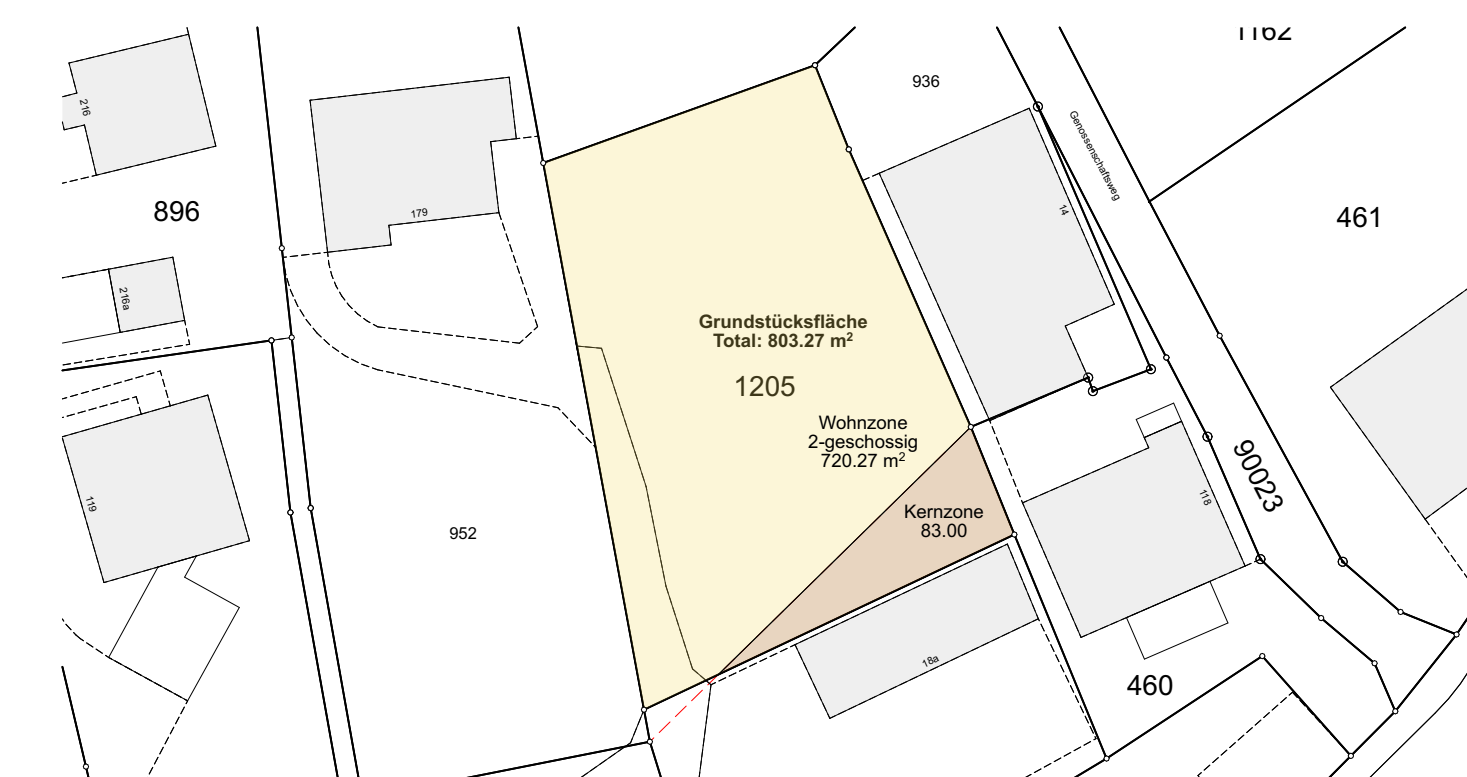 1162
936
Genossenschaftsweg
216
896
179
14
461
216a
Grundstücksfläche
Total: 803.27 m²
1205
Wohnzone
2-geschossig
720.27 m²
90023
119
952
Kernzone
83.00
118
18a
460